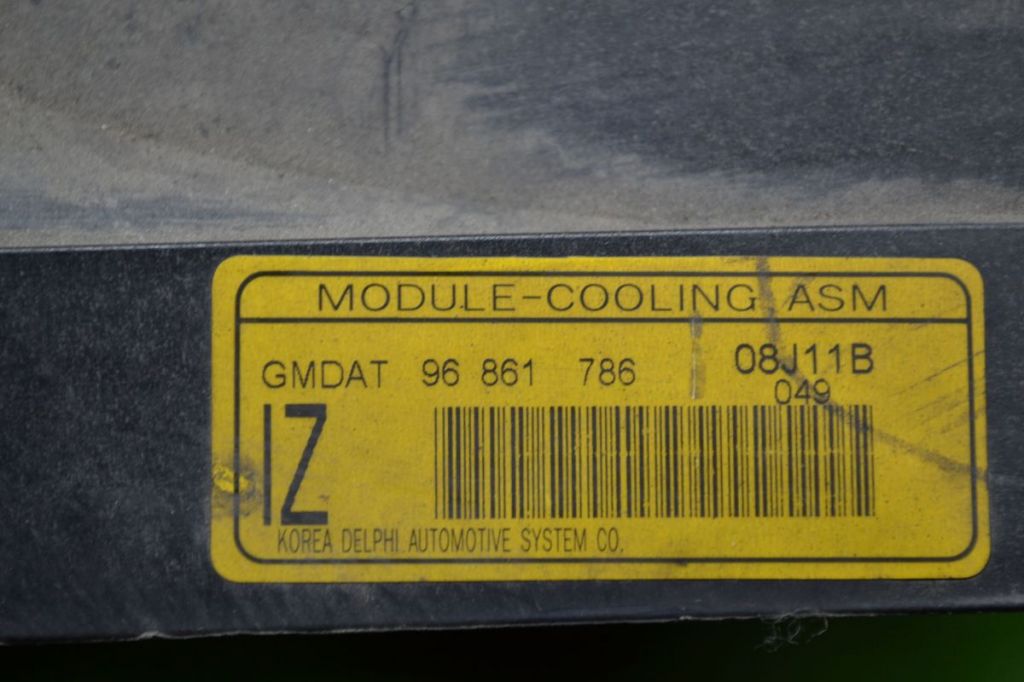 MODULE-COOLING ASM
GMDAT 96 861 786 08J11B
049
IZ
KOREA DELPHI AUTOMOTIVE SYSTEM CO.